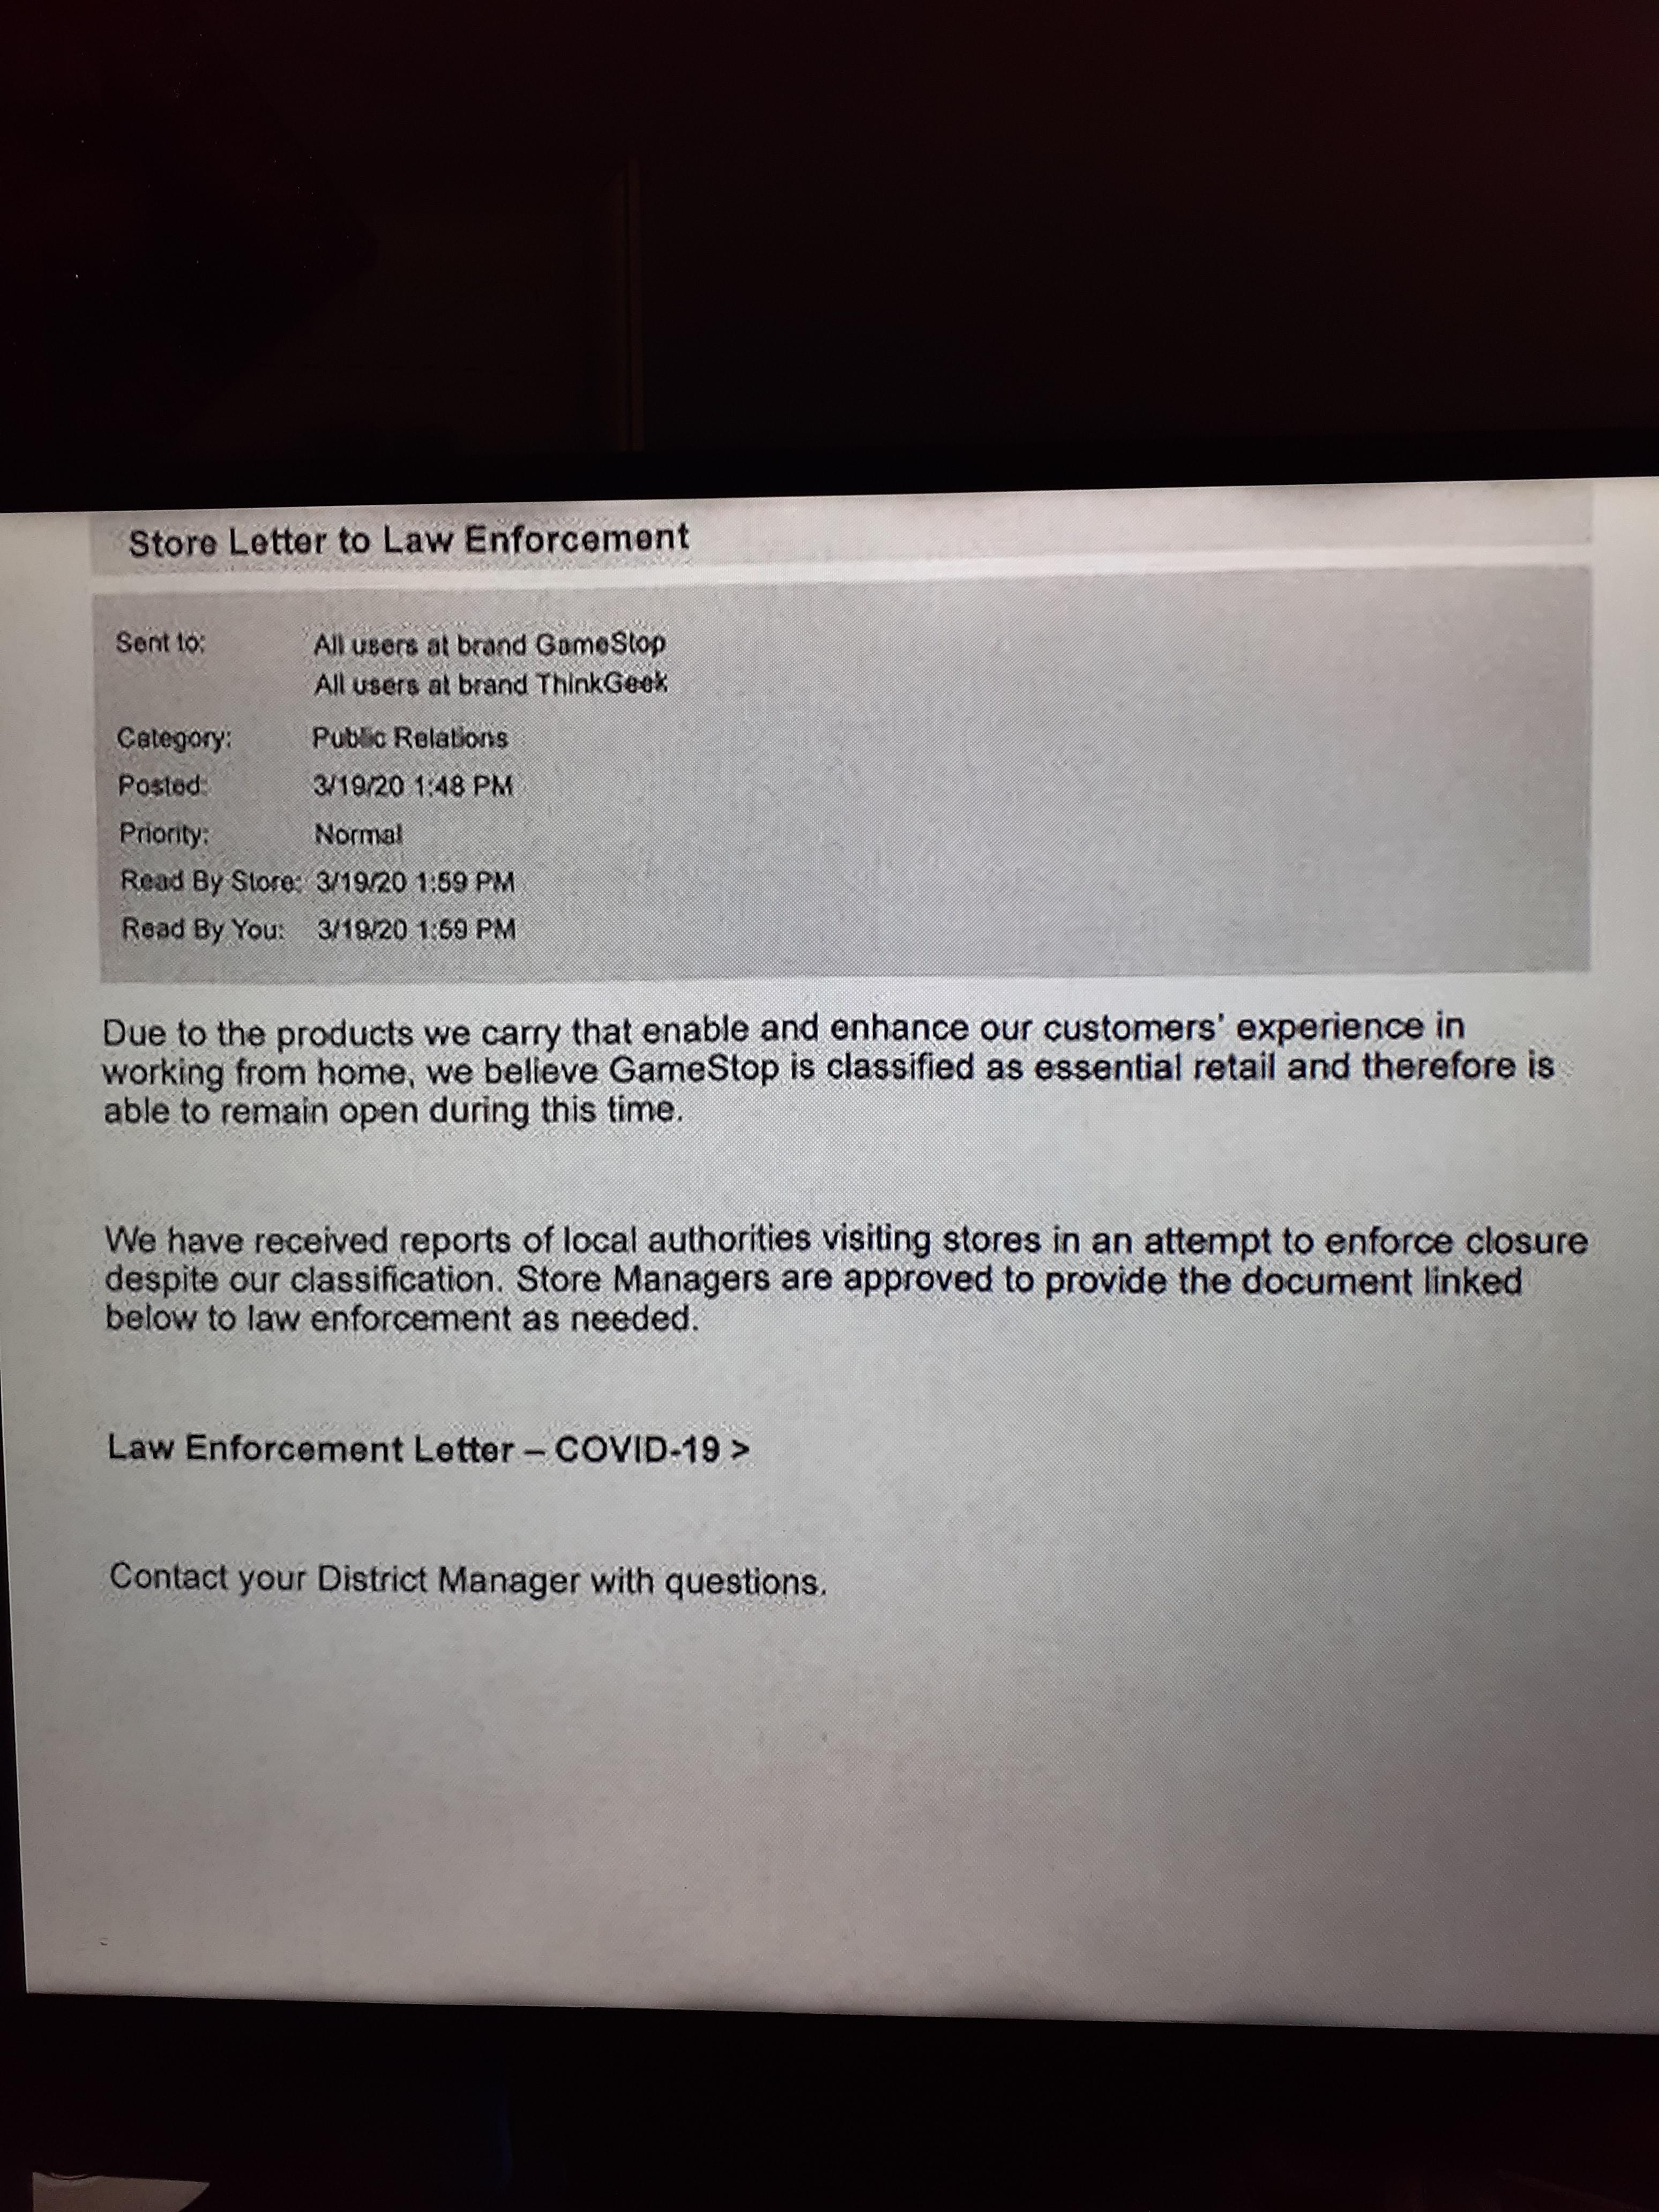 Store Letter to Law Enforcement
Sent to: All users at brand GameStop
All users at brand ThinkGeek
Category: Public Relations
Posted: 3/19/20 1:48 PM
Priority: Normal
Read By Store: 3/19/20 1:59 PM
Read By You: 3/19/20 1:59 PM
Due to the products we carry that enable and enhance our customers' experience in
working from home, we believe GameStop is classified as essential retail and therefore is
able to remain open during this time.
We have received reports of local authorities visiting stores in an attempt to enforce closure
despite our classification. Store Managers are approved to provide the document linked
below to law enforcement as needed.
Law Enforcement Letter – COVID-19 >
Contact your District Manager with questions.